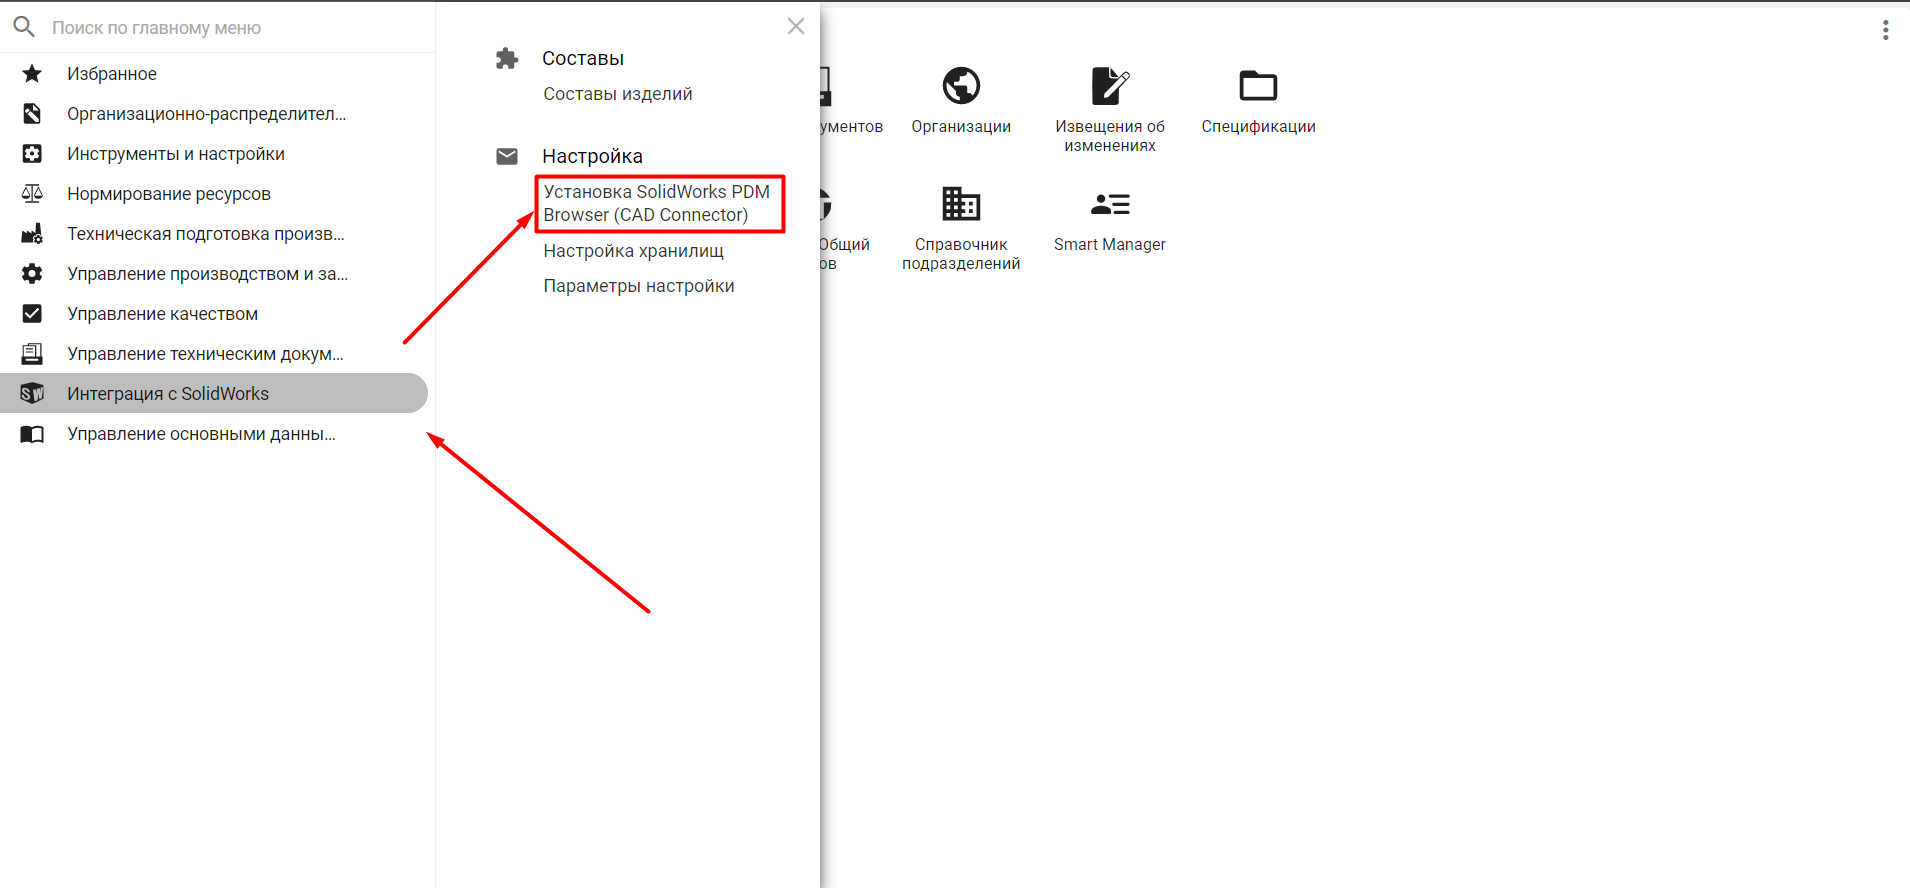 Поиск по главному меню
Избранное
Организационно-распределител...
Инструменты и настройки
Нормирование ресурсов
Техническая подготовка произв...
Управление производством и за...
Управление качеством
Управление техническим докум...
SW
Интеграция с SolidWorks
Управление основными данны...
Составы
Составы изделий
Настройка
Установка SolidWorks PDM
Browser (CAD Connector)
Настройка хранилищ
Параметры настройки
ументов
Организации
Извещения об
изменениях
Спецификации
Общий
ов
Справочник
подразделений
Smart Manager